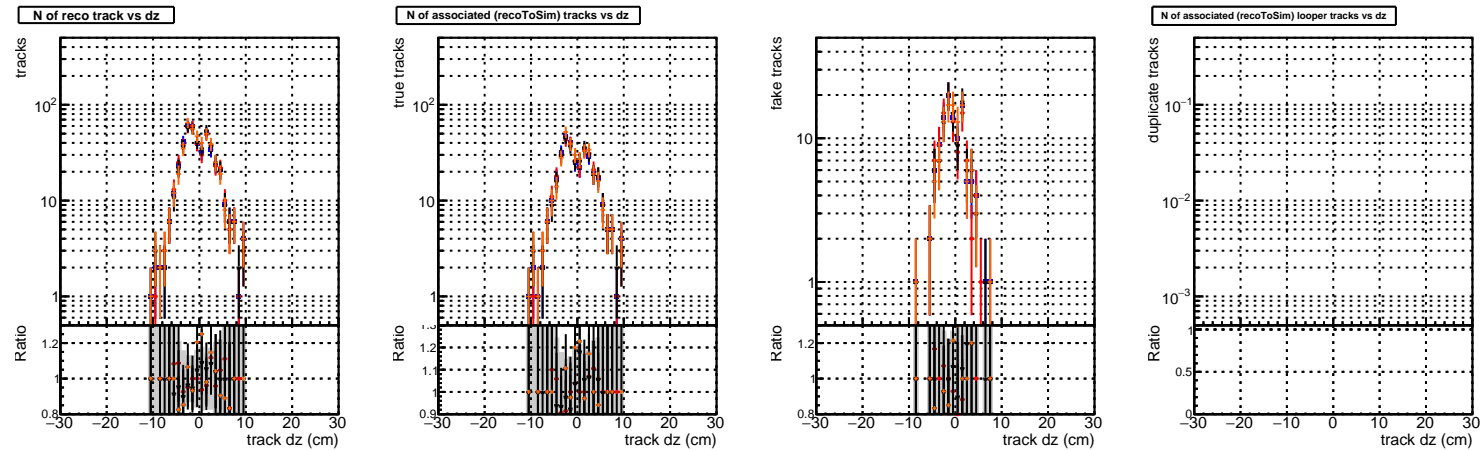 N of reco track vs dz
tracks
10²
10
1
Ratio
1.2
1
0.8
−30 −20 −10 0 10 20 30
track dz (cm)
N of associated (recoToSim) tracks vs dz
true tracks
10²
10
1
Ratio
1.3
1.2
1.1
1
0.9
−30 −20 −10 0 10 20 30
track dz (cm)
fake tracks
10
1
Ratio
1.2
1
0.8
−30 −20 −10 0 10 20 30
track dz (cm)
N of associated (recoToSim) looper tracks vs dz
duplicate tracks
10⁻¹
10⁻²
10⁻³
Ratio
1
0.5
0
−30 −20 −10 0 10 20 30
track dz (cm)